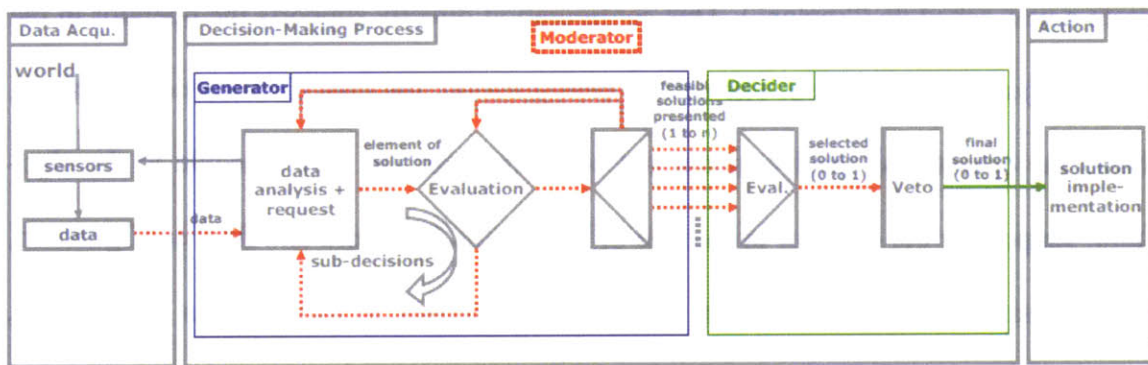 Data Acqu.
Decision-Making Process
Moderator
Action
world
Generator
feasible
solutions
presented
(1 to n)
Decider
sensors
data
data
data
analysis +
request
element of
solution
Evaluation
sub-decisions
Eval.
selected
solution
(0 to 1)
Veto
final
solution
(0 to 1)
solution
imple-
mentation